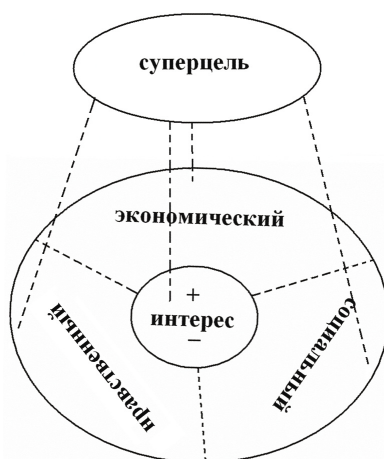 суперцель
экономический
+
интерес
–
нравственный
социальный